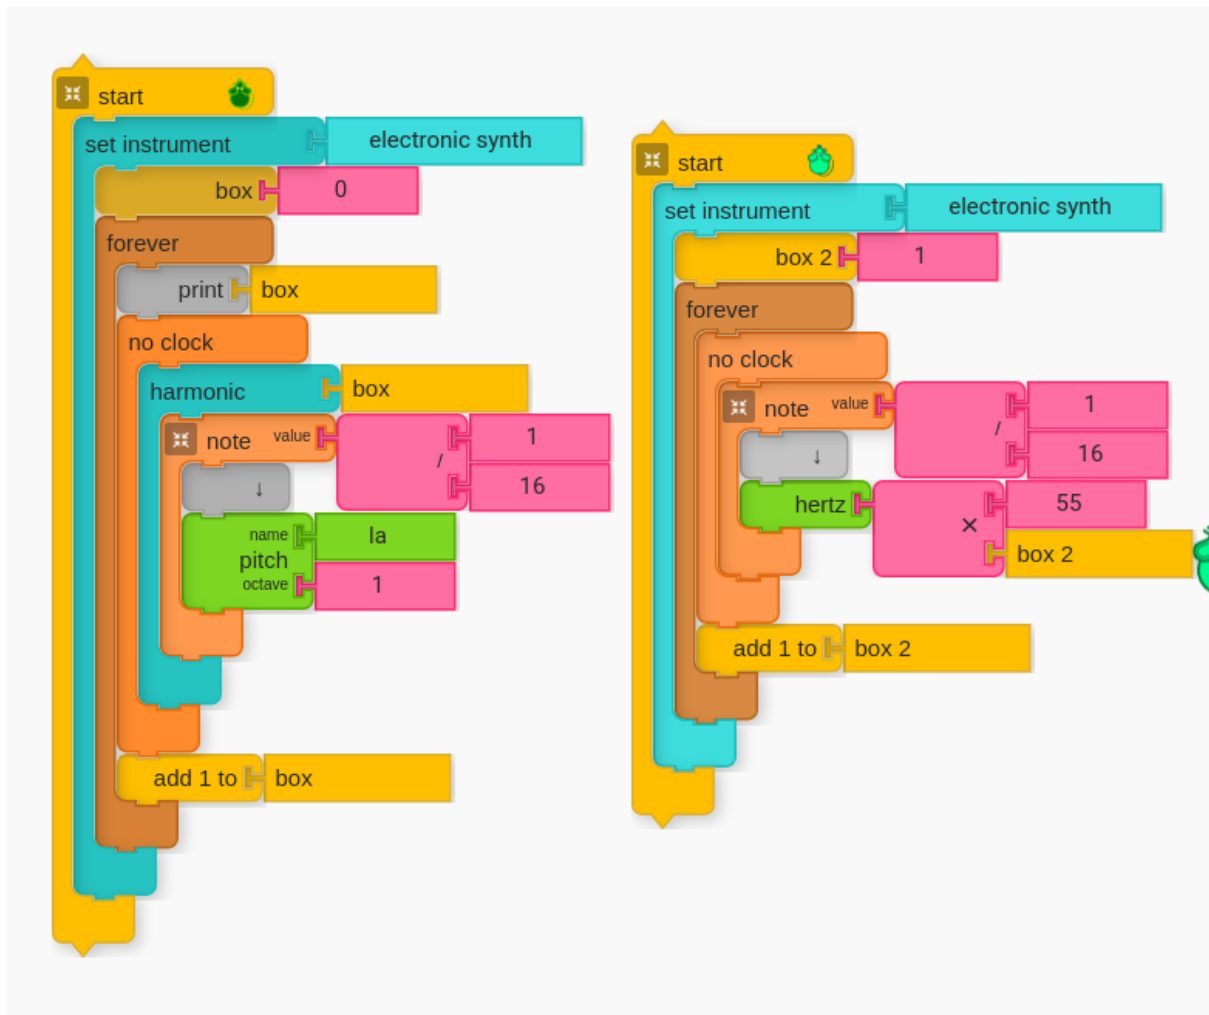 start
set instrument electronic synth
box 0
forever
print box
no clock
harmonic box
note value 1
/
16
↓
name la
pitch
octave 1
add 1 to box
start
set instrument electronic synth
box 2 1
forever
no clock
note value 1
/
16
↓
hertz 55
×
box 2
add 1 to box 2